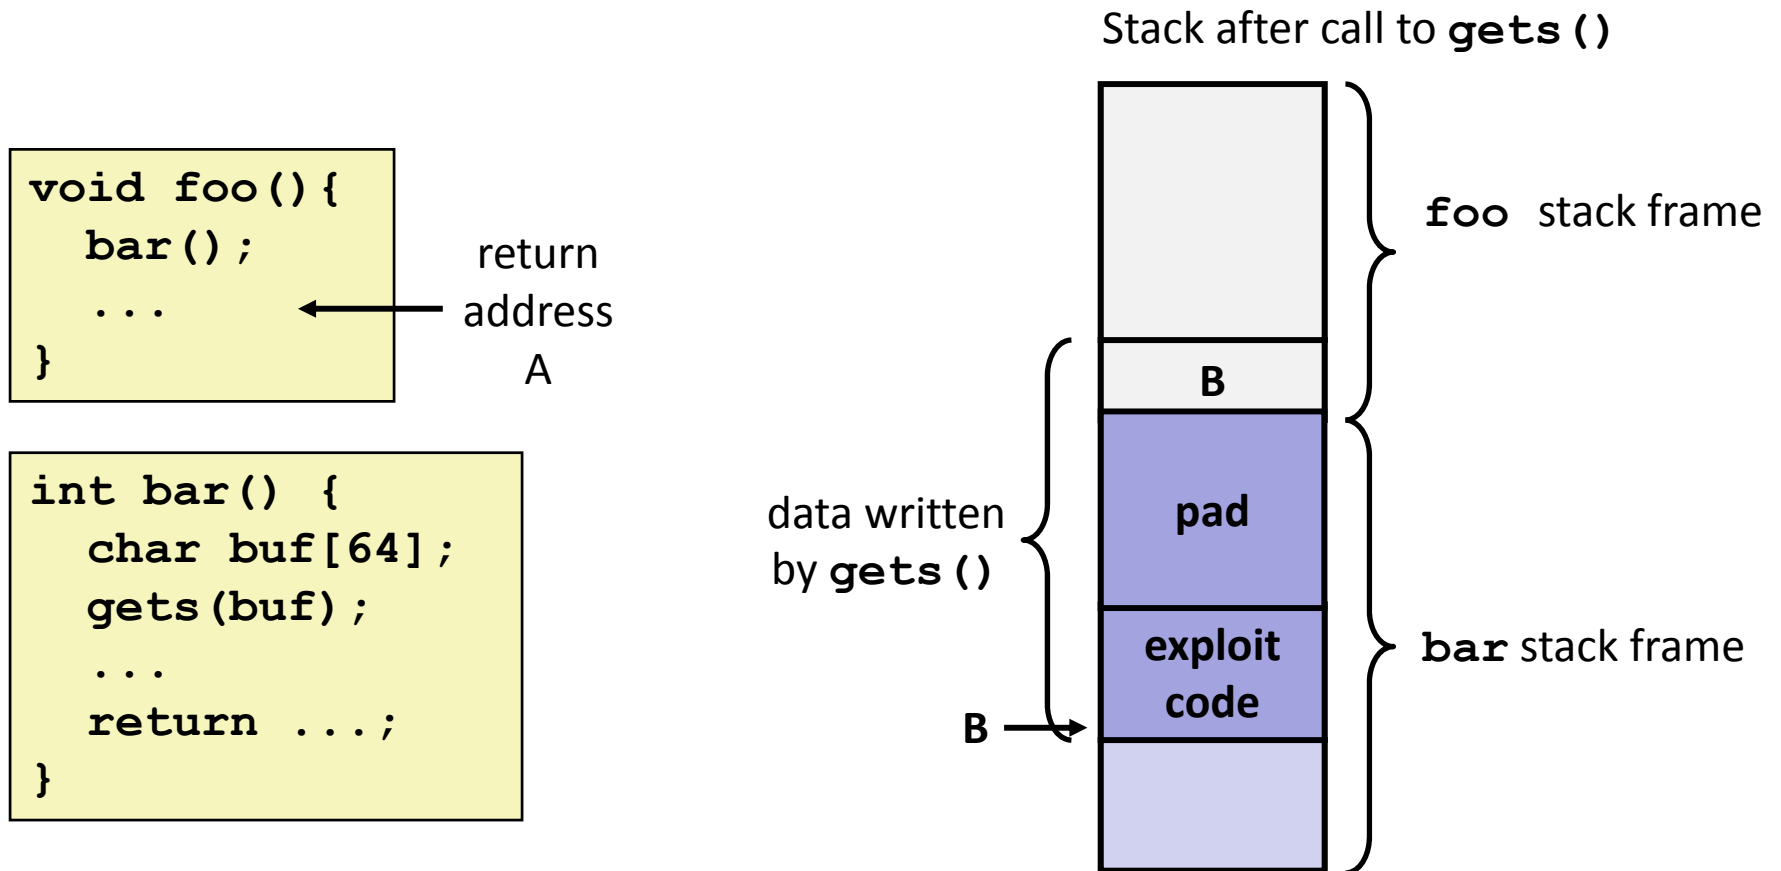 Stack after call to gets()
void foo(){
bar();
...
}
return
address
A
int bar() {
char buf[64];
gets(buf);
...
return ...;
}
foo stack frame
B
data written
by gets()
pad
exploit
code
bar stack frame
B